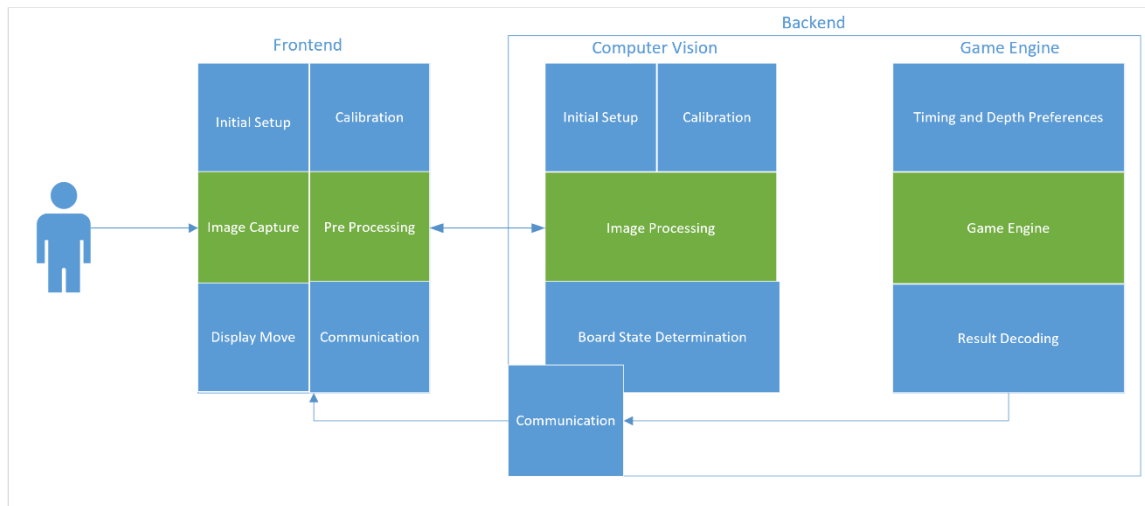 Backend
Frontend
Computer Vision
Game Engine
Initial Setup
Calibration
Initial Setup
Calibration
Timing and Depth Preferences
Image Capture
Pre Processing
Image Processing
Game Engine
Display Move
Communication
Board State Determination
Result Decoding
Communication